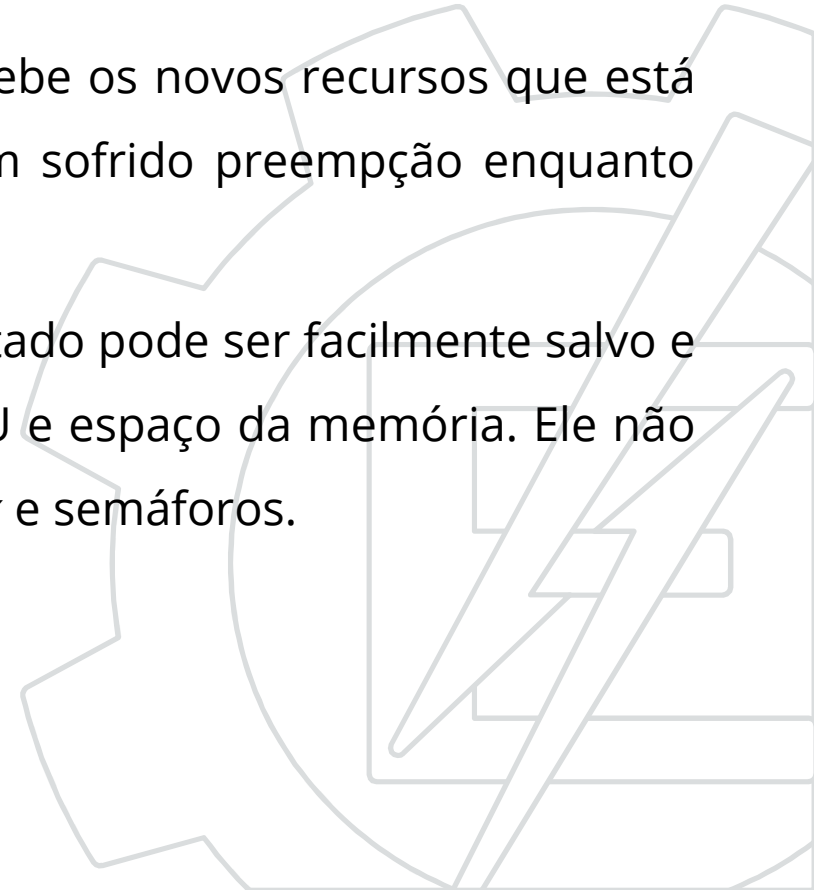 ebe os novos recursos que está
m sofrido preempção enquanto
tado pode ser facilmente salvo e
U e espaço da memória. Ele não
e semáforos.